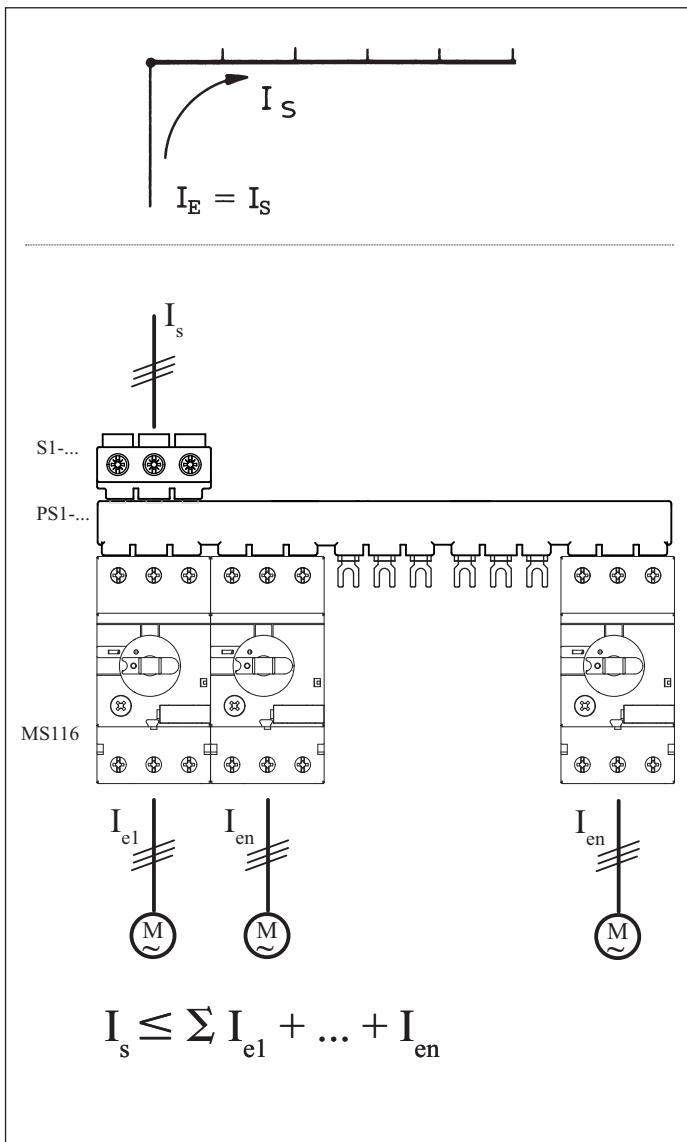 I_S
I_E = I_S
I_s
S1-...
PS1-...
MS116
I_e1 I_en I_en
M ~ M ~ M ~
I_s ≤ Σ I_e1 + ... + I_en